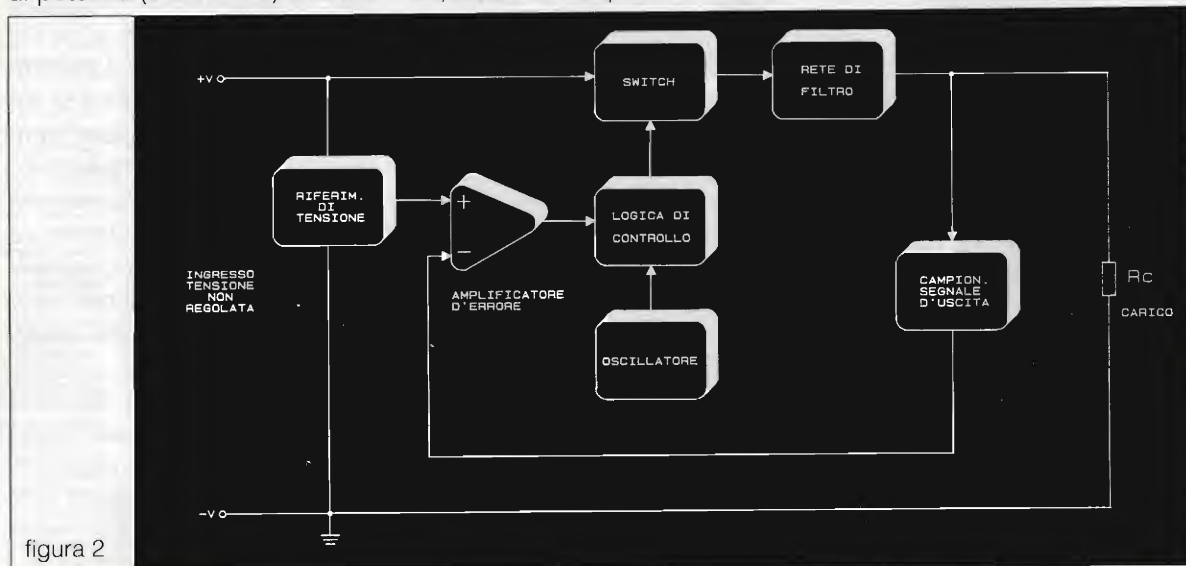 +V
SWITCH
RETE DI
FILTRO
RIFERIM.
DI
TENSIONE
+
−
LOGICA DI
CONTROLLO
INGRESSO
TENSIONE
NON
REGOLATA
AMPLIFICATORE
D'ERRORE
CAMPION.
SEGNALE
D'USCITA
Rc
CARICO
OSCILLATORE
-V
figura 2